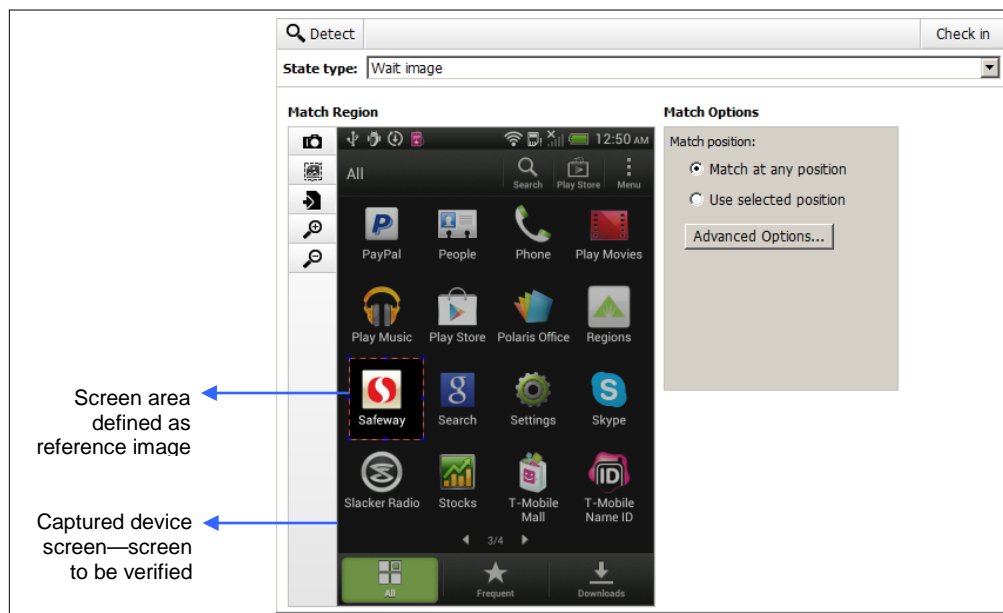 Detect
Check in
State type: Wait image
Match Region
Match Options
12:50 AM
All
Search Play Store Menu
Match position:
Match at any position
Use selected position
Advanced Options...
PayPal People Phone Play Movies
Play Music Play Store Polaris Office Regions
Safeway Search Settings Skype
Slacker Radio Stocks T-Mobile Mall T-Mobile Name ID
3/4
All Frequent Downloads
Screen area
defined as
reference image
Captured device
screen—screen
to be verified